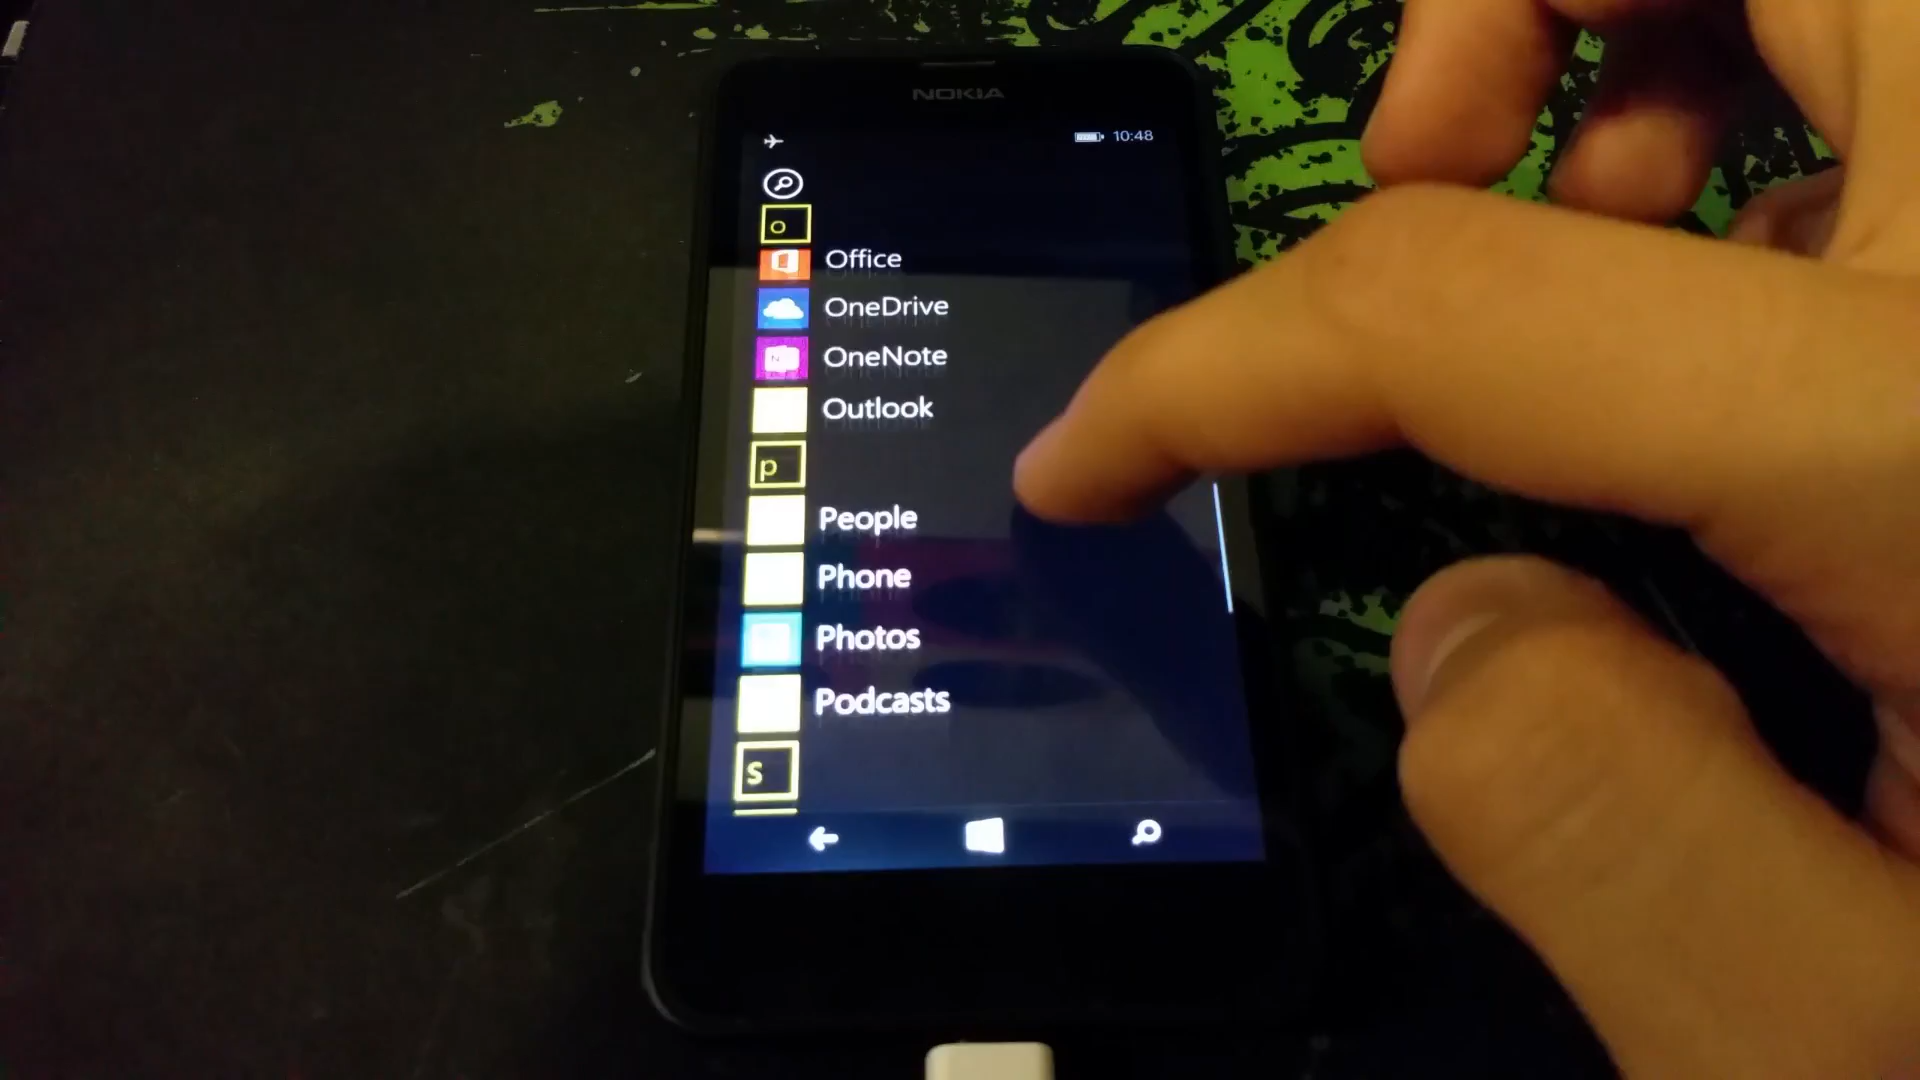 NOKIA
10:48
o
Office
OneDrive
N
OneNote
Outlook
p
People
Phone
Photos
Podcasts
s